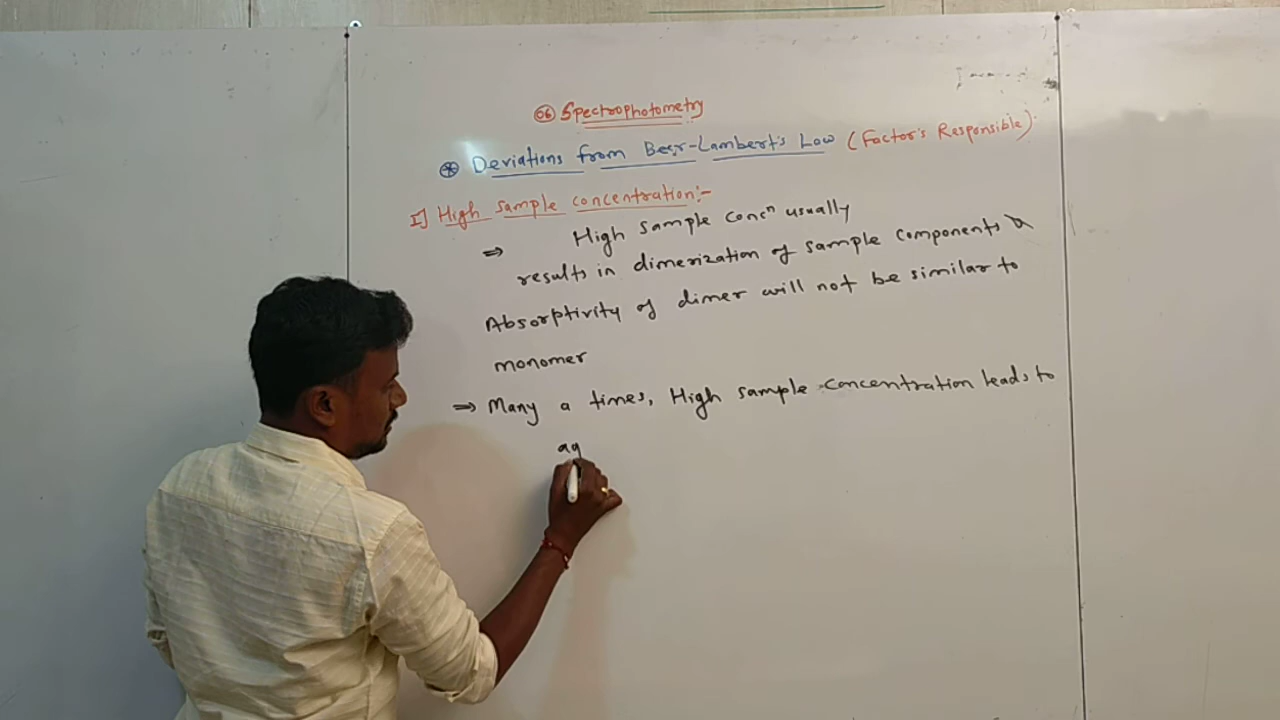 06 Spectrophotometry
* Deviations from Beer-Lambert's Low (Factor's Responsible):
I] High sample concentration:-
⇒ High sample concⁿ usually
results in dimerization of sample components &
Absorptivity of dimer will not be similar to
monomer
⇒ Many a times, High sample concentration leads to
ag